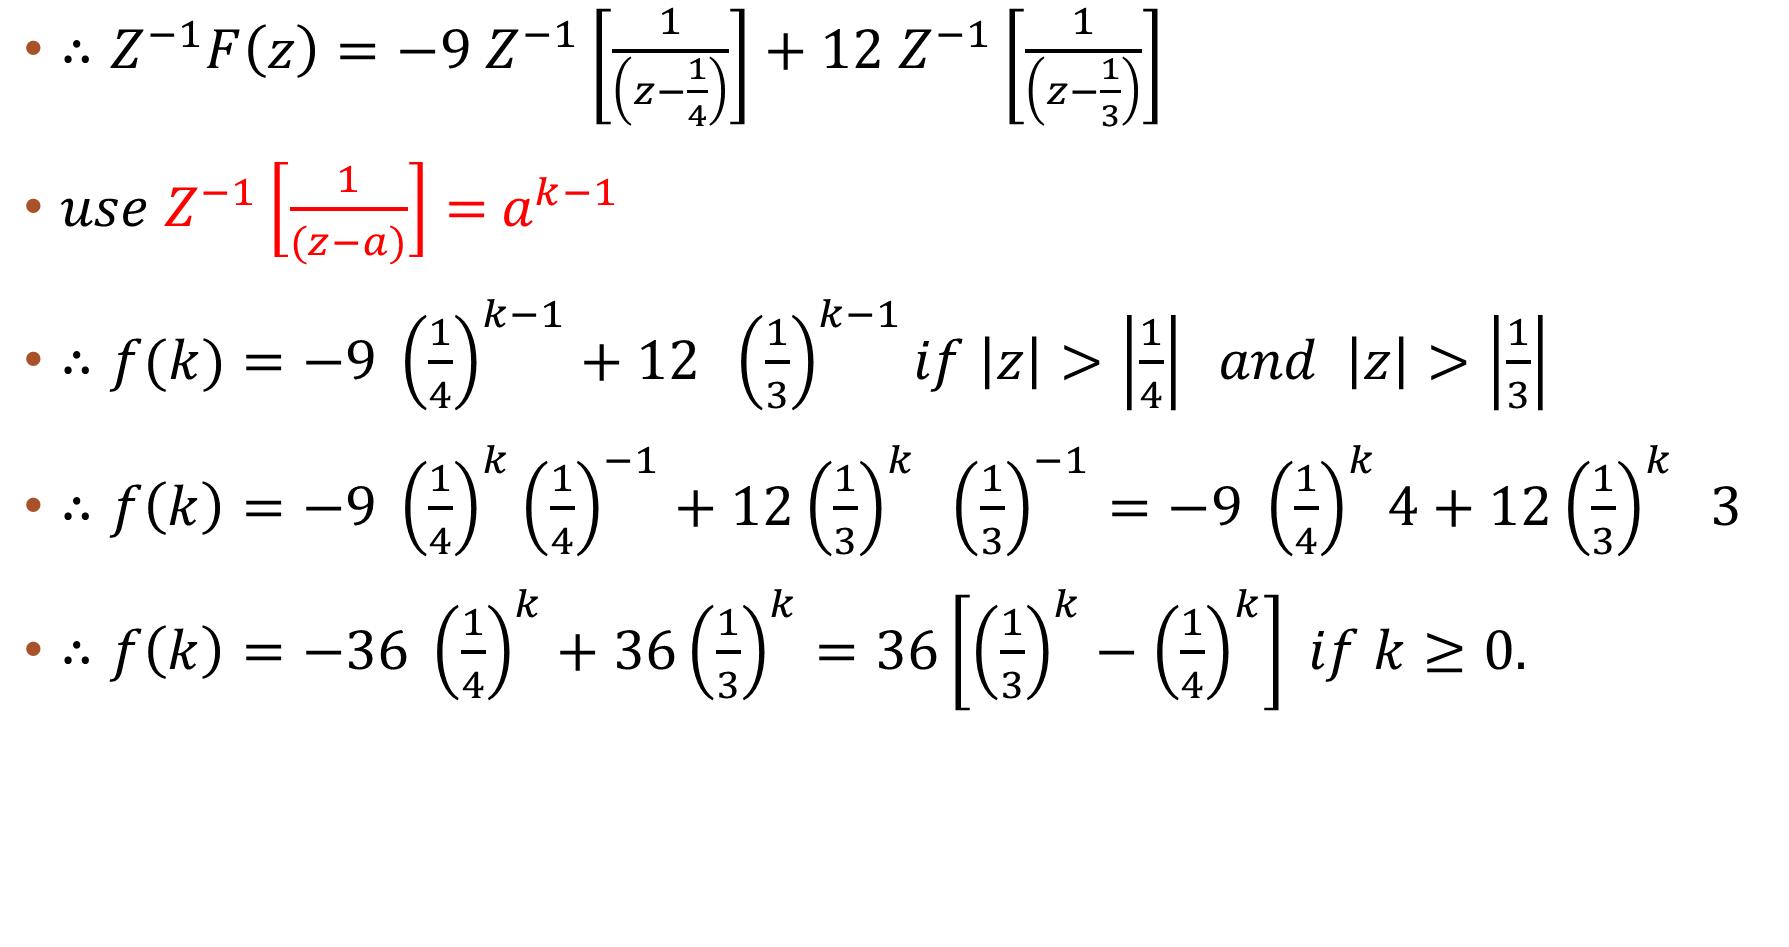 • ∴ Z⁻¹F(z) = −9 Z⁻¹ [1/(z−1/4)] + 12 Z⁻¹ [1/(z−1/3)]
• use Z⁻¹ [1/(z−a)] = aᵏ⁻¹
• ∴ f(k) = −9 (1/4)ᵏ⁻¹ + 12 (1/3)ᵏ⁻¹ if |z| > |1/4| and |z| > |1/3|
• ∴ f(k) = −9 (1/4)ᵏ (1/4)⁻¹ + 12 (1/3)ᵏ (1/3)⁻¹ = −9 (1/4)ᵏ 4 + 12 (1/3)ᵏ 3
• ∴ f(k) = −36 (1/4)ᵏ + 36 (1/3)ᵏ = 36 [(1/3)ᵏ − (1/4)ᵏ] if k ≥ 0.